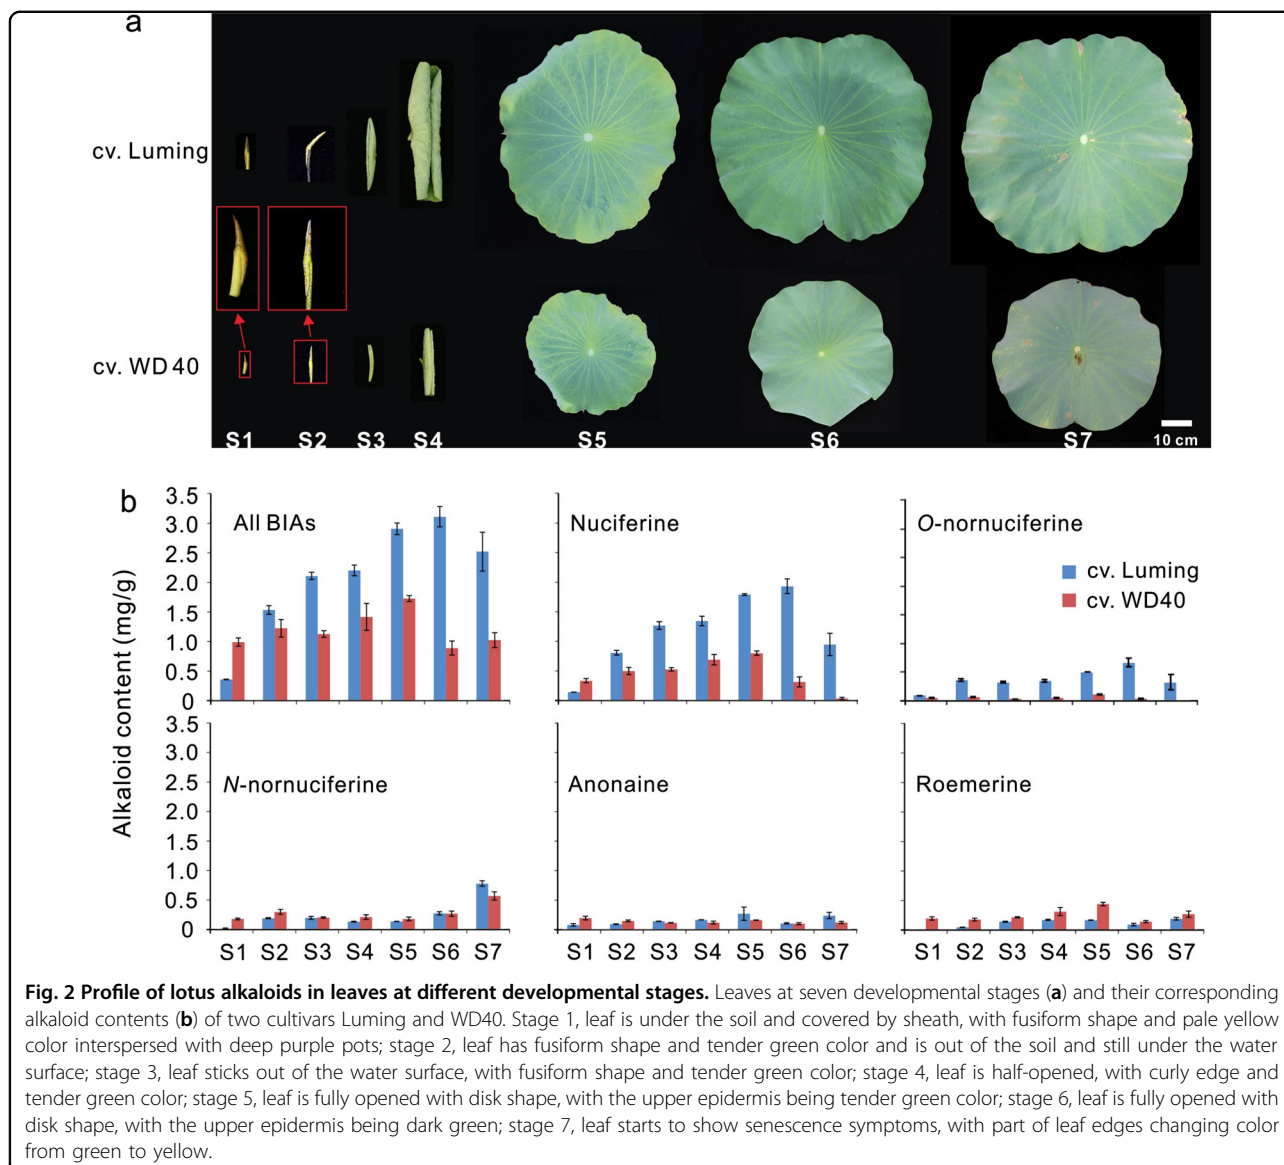 a
cv. Luming
cv. WD40
S1 S2 S3 S4 S5 S6 S7
10 cm
b
Alkaloid content (mg/g)
All BIAs
3.5
3.0
2.5
2.0
1.5
1.0
0.5
0
Nuciferine
O-nornuciferine
cv. Luming
cv. WD40
N-nornuciferine
3.5
3.0
2.5
2.0
1.5
1.0
0.5
0
Anonaine
Roemerine
S1 S2 S3 S4 S5 S6 S7
S1 S2 S3 S4 S5 S6 S7
S1 S2 S3 S4 S5 S6 S7
Fig. 2 Profile of lotus alkaloids in leaves at different developmental stages. Leaves at seven developmental stages (a) and their corresponding
alkaloid contents (b) of two cultivars Luming and WD40. Stage 1, leaf is under the soil and covered by sheath, with fusiform shape and pale yellow
color interspersed with deep purple pots; stage 2, leaf has fusiform shape and tender green color and is out of the soil and still under the water
surface; stage 3, leaf sticks out of the water surface, with fusiform shape and tender green color; stage 4, leaf is half-opened, with curly edge and
tender green color; stage 5, leaf is fully opened with disk shape, with the upper epidermis being tender green color; stage 6, leaf is fully opened with
disk shape, with the upper epidermis being dark green; stage 7, leaf starts to show senescence symptoms, with part of leaf edges changing color
from green to yellow.